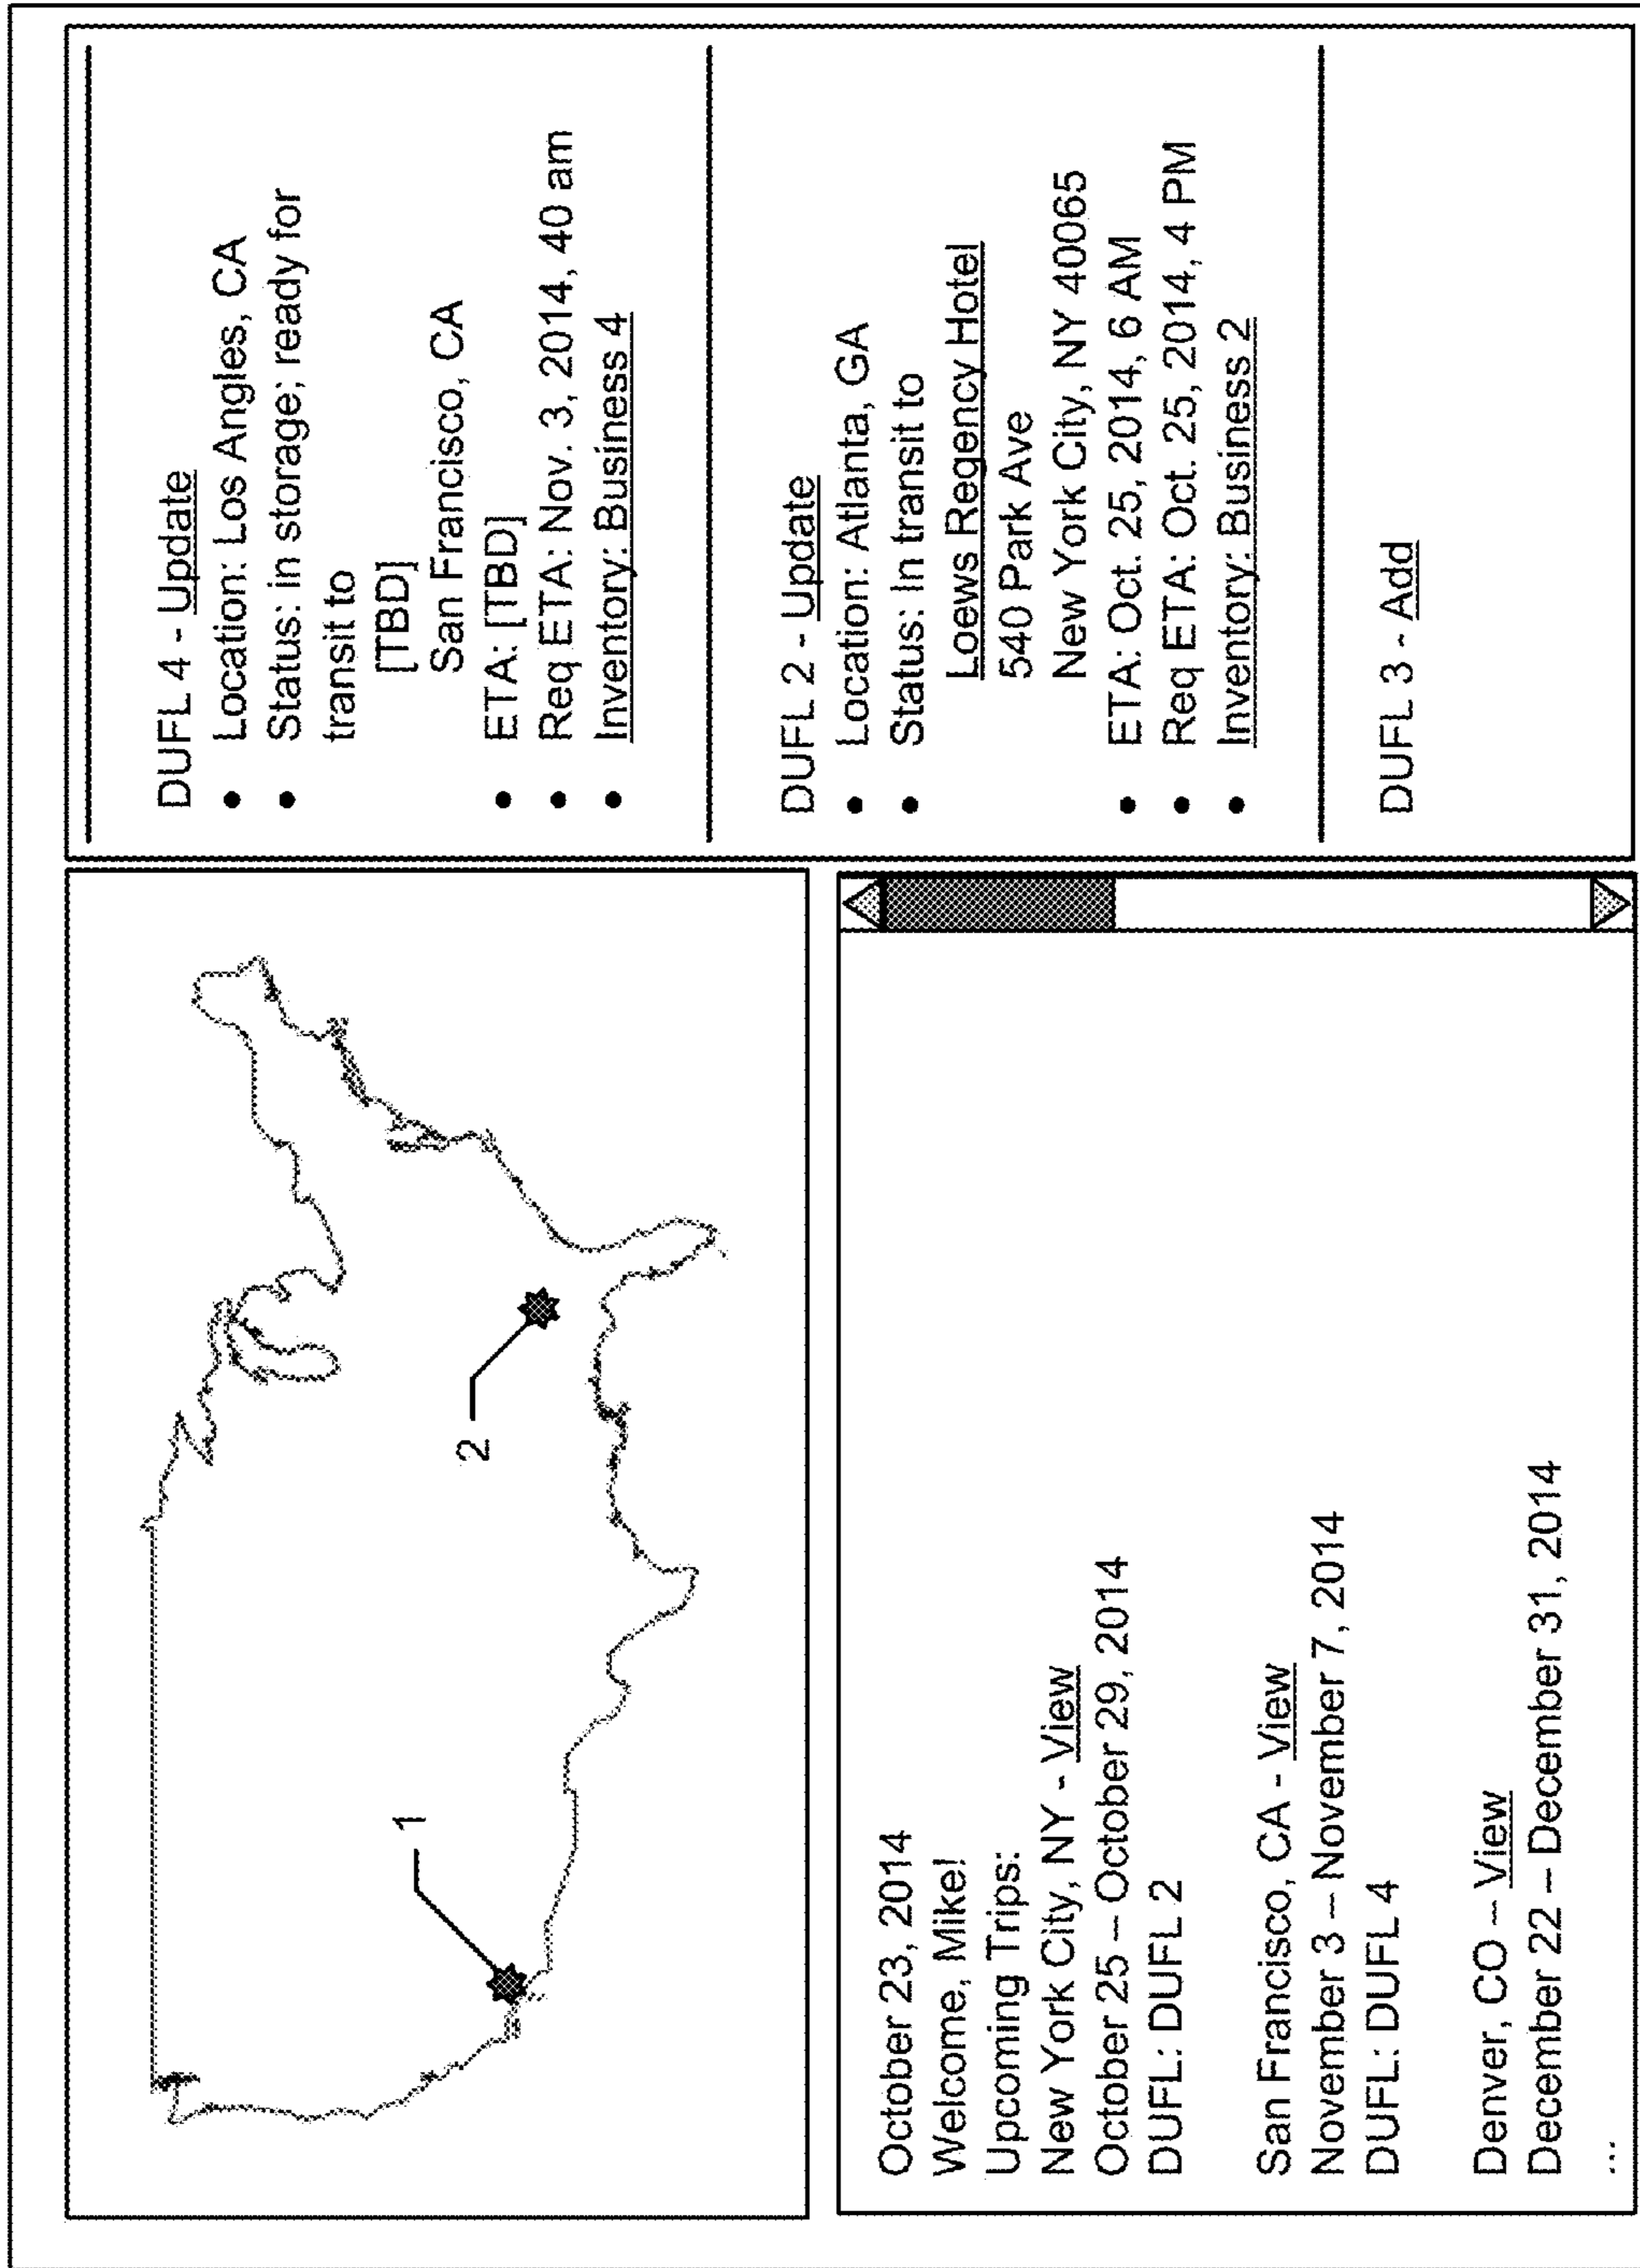 1
2
October 23, 2014
Welcome, Mike!
Upcoming Trips:
New York City, NY - View
October 25 – October 29, 2014
DUFL: DUFL 2
San Francisco, CA - View
November 3 – November 7, 2014
DUFL: DUFL 4
Denver, CO – View
December 22 – December 31, 2014
...
DUFL 4 - Update
• Location: Los Angles, CA
• Status: in storage; ready for
transit to
[TBD]
San Francisco, CA
• ETA: [TBD]
• Req ETA: Nov. 3, 2014, 40 am
• Inventory: Business 4
DUFL 2 - Update
• Location: Atlanta, GA
• Status: In transit to
Loews Regency Hotel
540 Park Ave
New York City, NY 40065
• ETA: Oct. 25, 2014, 6 AM
• Req ETA: Oct. 25, 2014, 4 PM
• Inventory: Business 2
DUFL 3 - Add